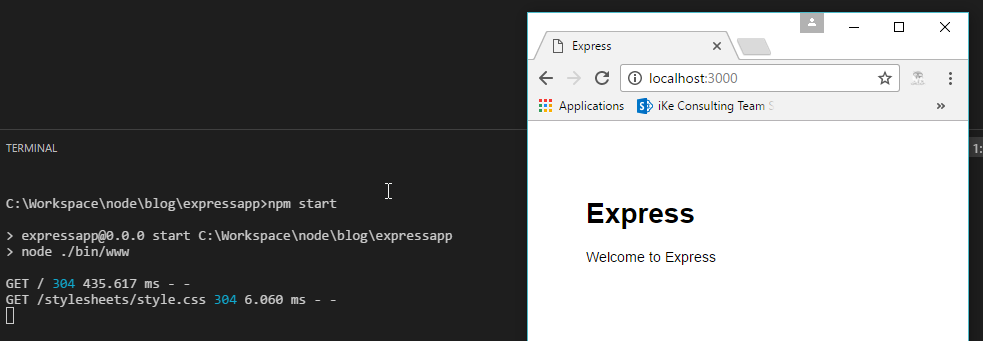 TERMINAL
C:\Workspace\node\blog\expressapp>npm start
> expressapp@0.0.0 start C:\Workspace\node\blog\expressapp
> node ./bin/www
GET / 304 435.617 ms - -
GET /stylesheets/style.css 304 6.060 ms - -
1:
Express
localhost:3000
Applications
iKe Consulting Team S
»
Express
Welcome to Express